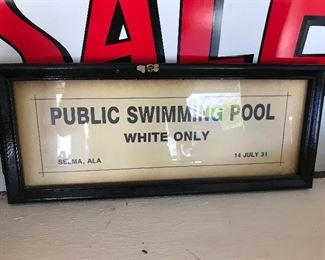 SALE
PUBLIC SWIMMING POOL
WHITE ONLY
SELMA, ALA 14 JULY 31